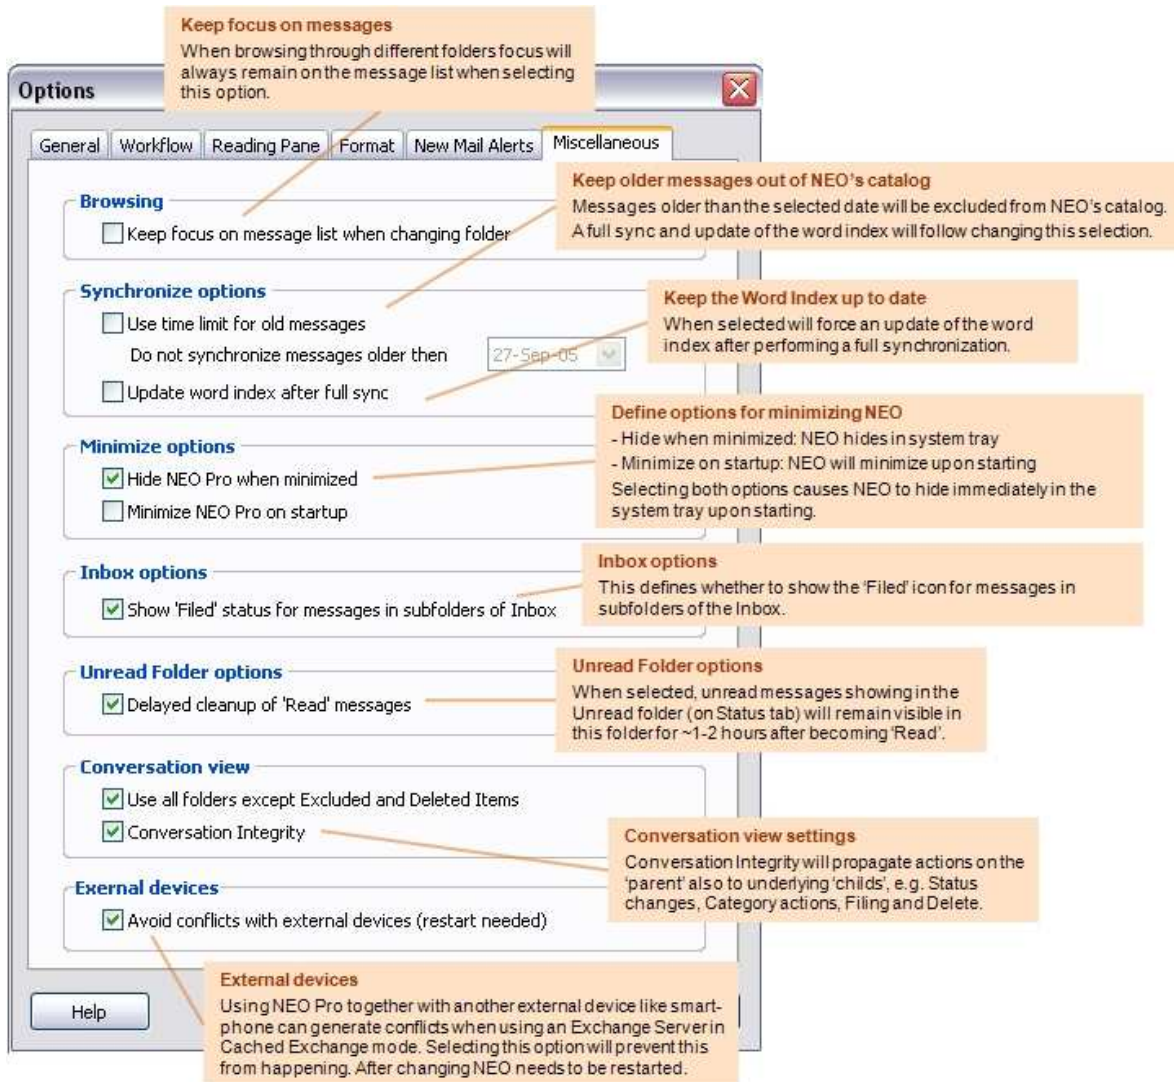 Keep focus on messages
When browsing through different folders focus will
always remain on the message list when selecting
this option.
Options
General Workflow Reading Pane Format New Mail Alerts Miscellaneous
Keep older messages out of NEO's catalog
Messages older than the selected date will be excluded from NEO's catalog.
A full sync and update of the word index will follow changing this selection.
Browsing
Keep focus on message list when changing folder
Synchronize options
Use time limit for old messages
Do not synchronize messages older then 27-Sep-05
Update word index after full sync
Keep the Word Index up to date
When selected will force an update of the word
index after performing a full synchronization.
Minimize options
Hide NEO Pro when minimized
Minimize NEO Pro on startup
Define options for minimizing NEO
- Hide when minimized: NEO hides in system tray
- Minimize on startup: NEO will minimize upon starting
Selecting both options causes NEO to hide immediately in the
system tray upon starting.
Inbox options
Show 'Filed' status for messages in subfolders of Inbox
Inbox options
This defines whether to show the 'Filed' icon for messages in
subfolders of the Inbox.
Unread Folder options
Delayed cleanup of 'Read' messages
Unread Folder options
When selected, unread messages showing in the
Unread folder (on Status tab) will remain visible in
this folder for ~1-2 hours after becoming 'Read'.
Conversation view
Use all folders except Excluded and Deleted Items
Conversation Integrity
Conversation view settings
Conversation Integrity will propagate actions on the
'parent' also to underlying 'childs', e.g. Status
changes, Category actions, Filing and Delete.
Exernal devices
Avoid conflicts with external devices (restart needed)
External devices
Using NEO Pro together with another external device like smart-
phone can generate conflicts when using an Exchange Server in
Cached Exchange mode. Selecting this option will prevent this
from happening. After changing NEO needs to be restarted.
Help